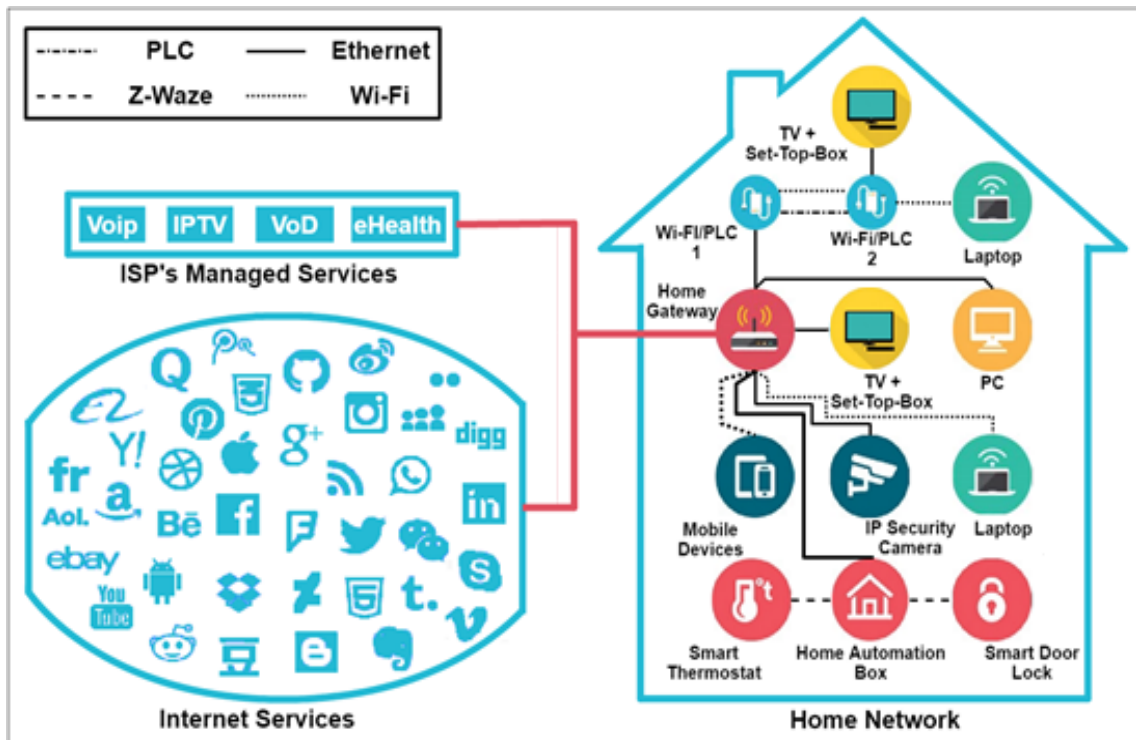 PLC
Ethernet
Z-Waze
Wi-Fi
Voip
IPTV
VoD
eHealth
ISP's Managed Services
Q
g+
Y!
digg
fr
a
in
Aol.
Bē
f
ebay
You
Tube
S
t.
v
B
Internet Services
TV +
Set-Top-Box
Wi-FI/PLC
1
Wi-Fi/PLC
2
Laptop
Home
Gateway
TV +
Set-Top-Box
PC
Mobile
Devices
IP Security
Camera
Laptop
°t
Smart
Thermostat
Home Automation
Box
Smart Door
Lock
Home Network